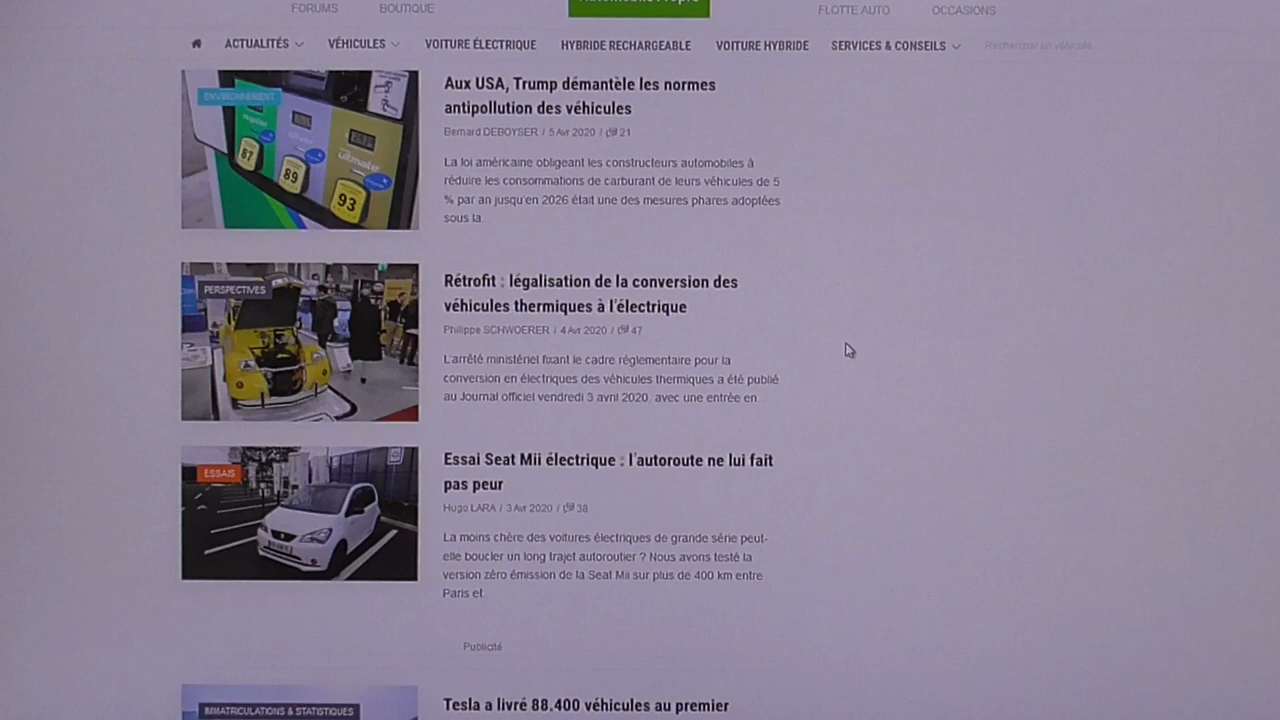 FORUMS BOUTIQUE FLOTTE AUTO OCCASIONS
ACTUALITÉS VÉHICULES VOITURE ÉLECTRIQUE HYBRIDE RECHARGEABLE VOITURE HYBRIDE SERVICES & CONSEILS Rechercher un véhicule
ENVIRONNEMENT
87
89
ultimate
93
Aux USA, Trump démantèle les normes
antipollution des véhicules
Bernard DEBOYSER / 5 Avr 2020 / 21
La loi américaine obligeant les constructeurs automobiles à
réduire les consommations de carburant de leurs véhicules de 5
% par an jusqu'en 2026 était une des mesures phares adoptées
sous la
PERSPECTIVES
Rétrofit : légalisation de la conversion des
véhicules thermiques à l'électrique
Philippe SCHWOERER / 4 Avr 2020 / 47
L'arrêté ministériel fixant le cadre réglementaire pour la
conversion en électriques des véhicules thermiques a été publié
au Journal officiel vendredi 3 avril 2020, avec une entrée en
ESSAIS
Essai Seat Mii électrique : l'autoroute ne lui fait
pas peur
Hugo LARA / 3 Avr 2020 / 38
La moins chère des voitures électriques de grande série peut-
elle boucler un long trajet autoroutier ? Nous avons testé la
version zéro émission de la Seat Mii sur plus de 400 km entre
Paris et
Publicité
IMMATRICULATIONS & STATISTIQUES
Tesla a livré 88.400 véhicules au premier